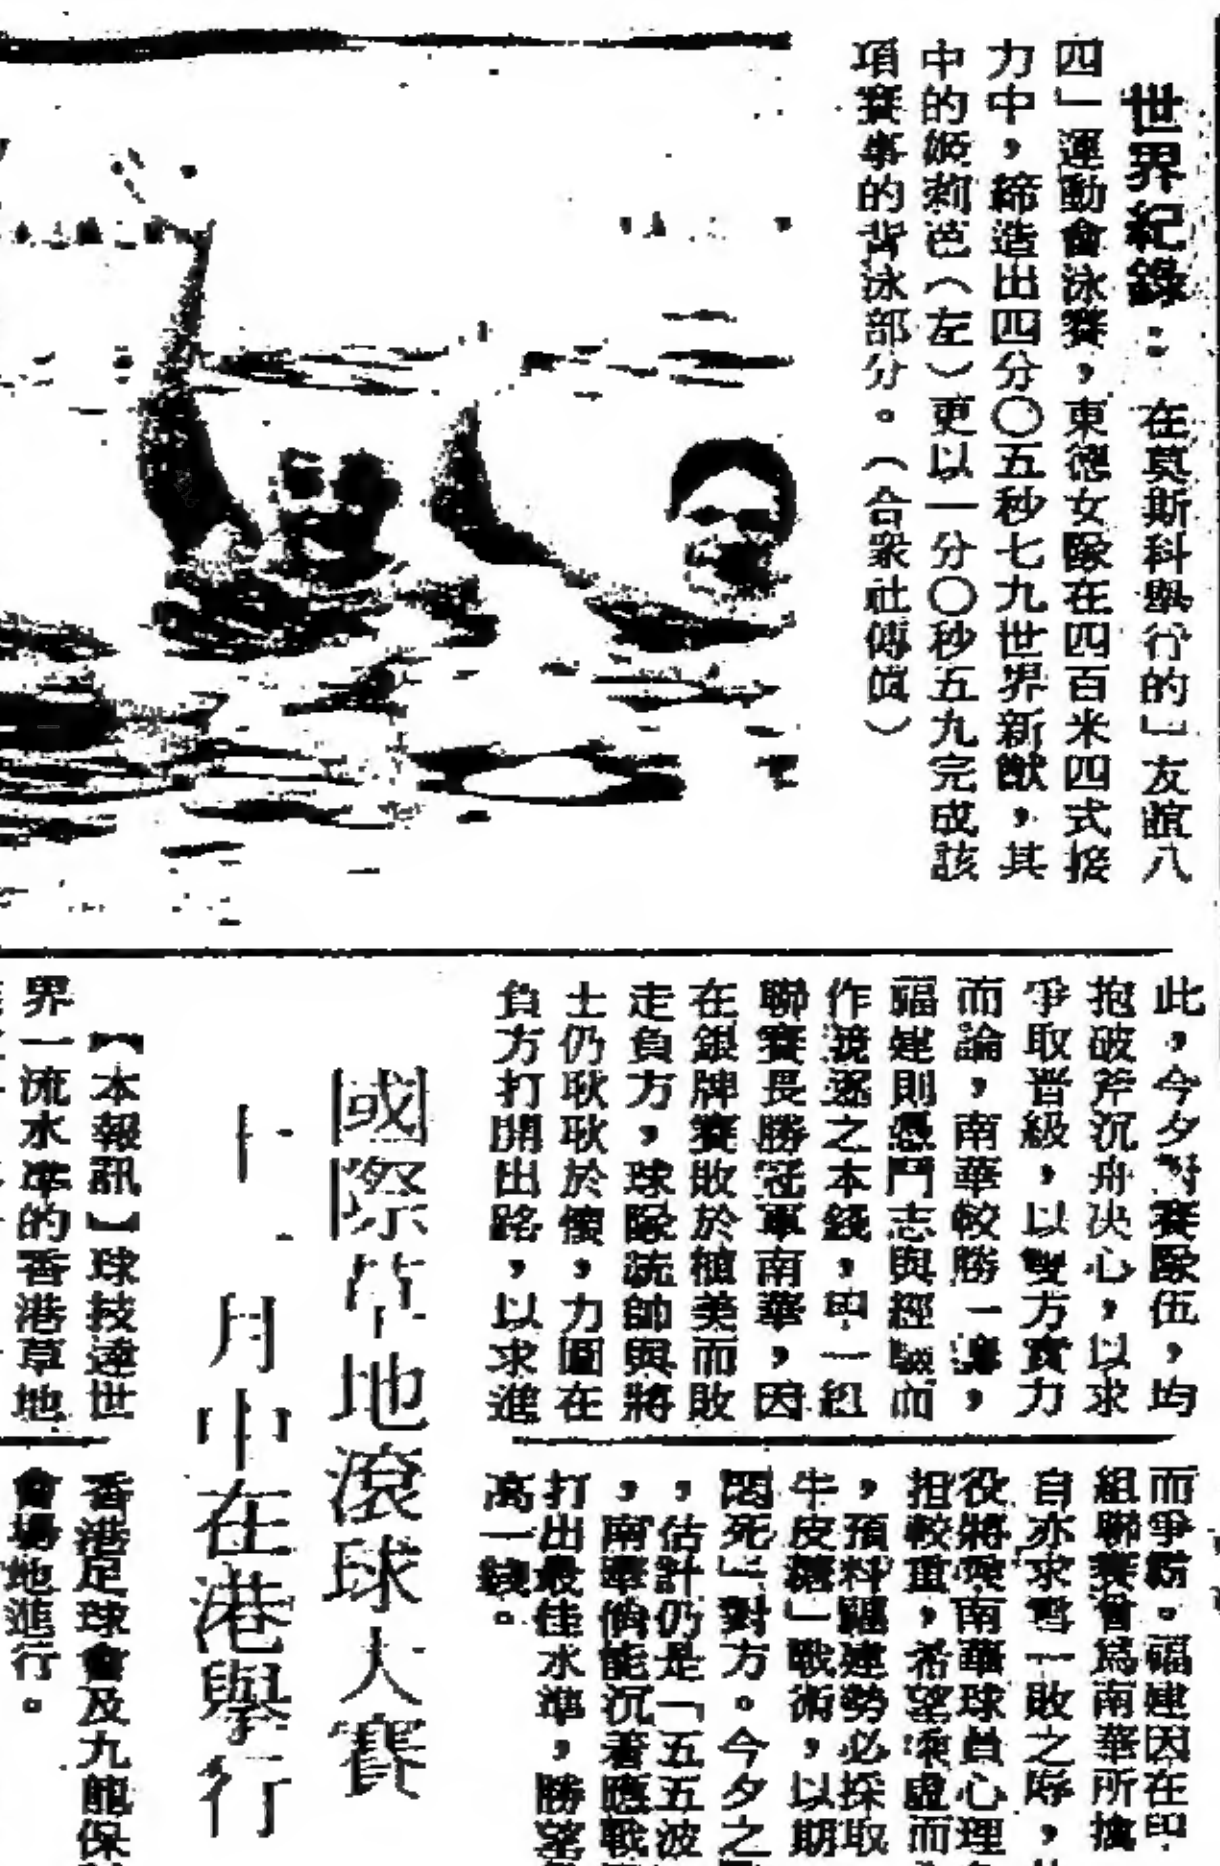 世界紀錄：在莫斯科舉行的「友誼八
四」運動會泳賽，東德女隊在四百米四式接
力中，締造出四分〇五秒七九世界新猷，其
中的姬莉芭（左）更以一分〇秒五九完成該
項賽事的背泳部分。（合衆社傳眞）
此，今夕對賽隊伍，均
抱破斧沉舟决心，以求
爭取晋級，以雙方實力
而論，南華較勝一籌，
福建則憑鬥志與經驗而
作競逐之本錢，中一組
聯賽長勝冠軍南華，因
在銀牌賽敗於植美而敗
走負方，球隊流帥與將
士仍耿耿於懷，力圖在
負方打開出路，以求進
而爭霸。福建因在
組聯賽曾爲南華所擒
自亦求雪一敗之辱，
役將使南華球員心理
担較重，希望
，預料福建勢必採取
牛皮糖」戰術，以期
悶死」對方。今夕之
，估計仍是「五五波
，南華倘能沉着應戰
打出最佳水準，勝望
高一錢。
國際草地滾球大賽
十一月中在港舉行
【本報訊】球技達世
界一流水準的香港草地
香港足球會及九龍保
會場地進行。